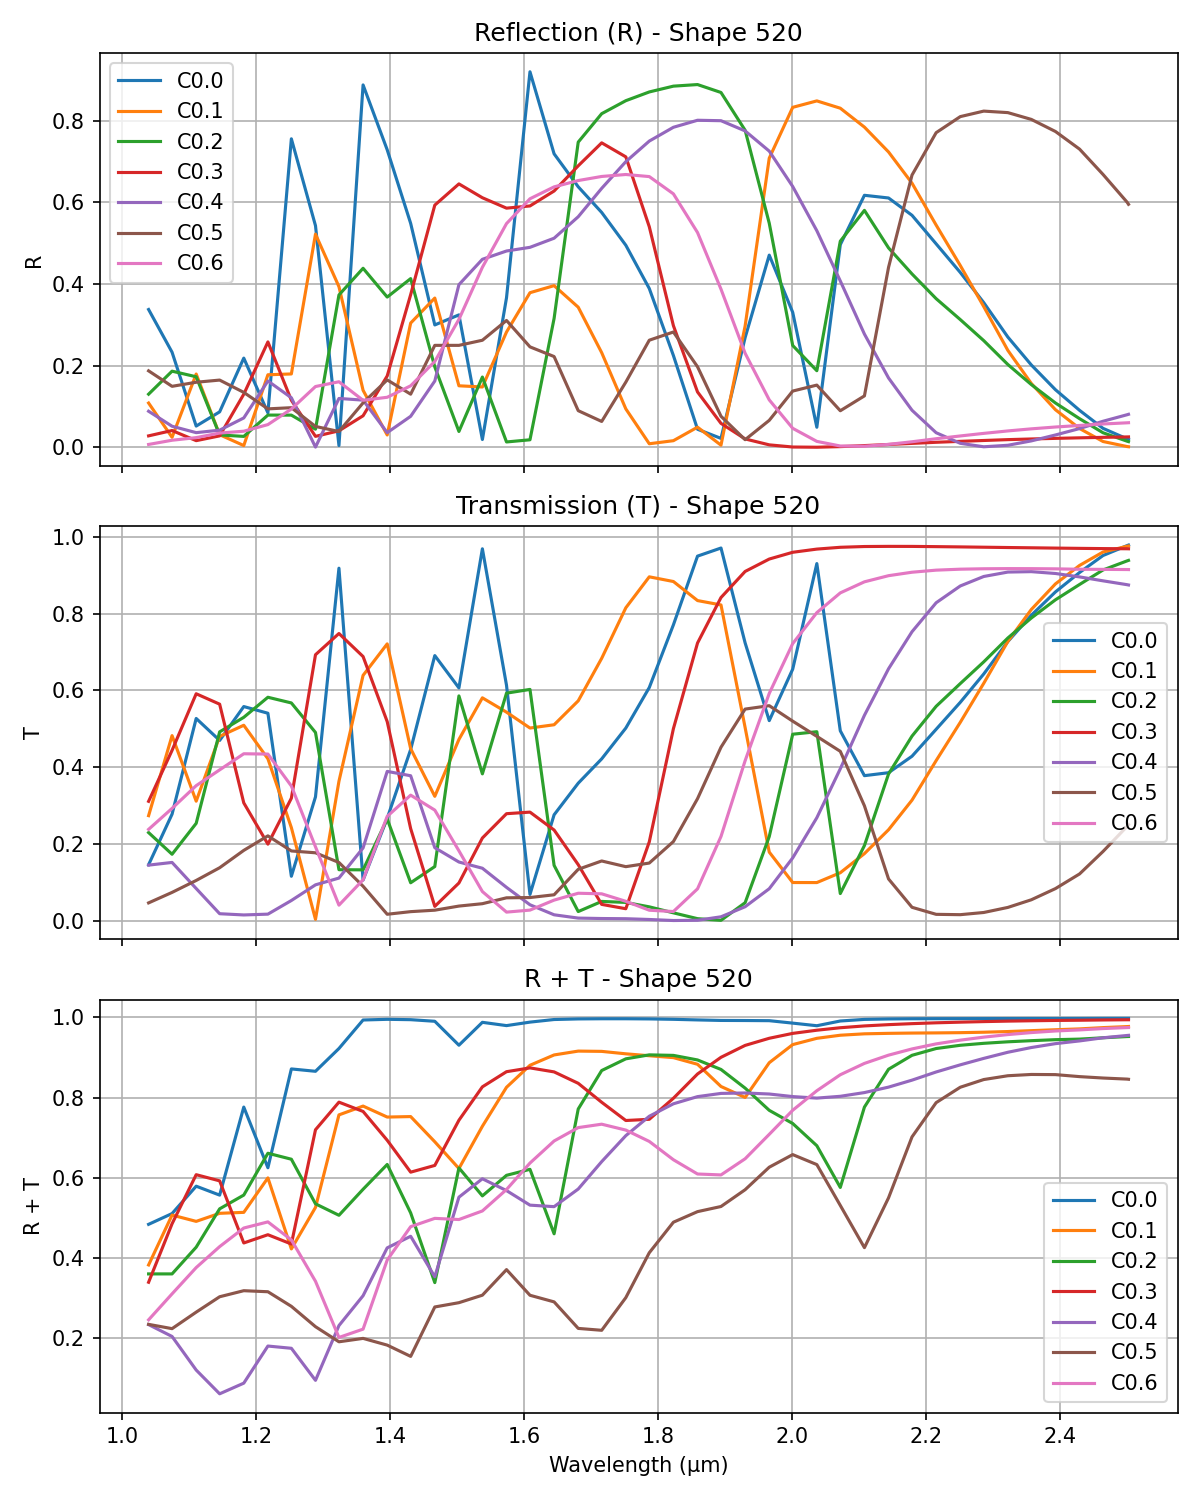 Reflection (R) - Shape 520
R
0.8
0.6
0.4
0.2
0.0
C0.0
C0.1
C0.2
C0.3
C0.4
C0.5
C0.6
Transmission (T) - Shape 520
T
1.0
0.8
0.6
0.4
0.2
0.0
C0.0
C0.1
C0.2
C0.3
C0.4
C0.5
C0.6
R + T - Shape 520
R + T
1.0
0.8
0.6
0.4
0.2
C0.0
C0.1
C0.2
C0.3
C0.4
C0.5
C0.6
1.0 1.2 1.4 1.6 1.8 2.0 2.2 2.4
Wavelength (μm)